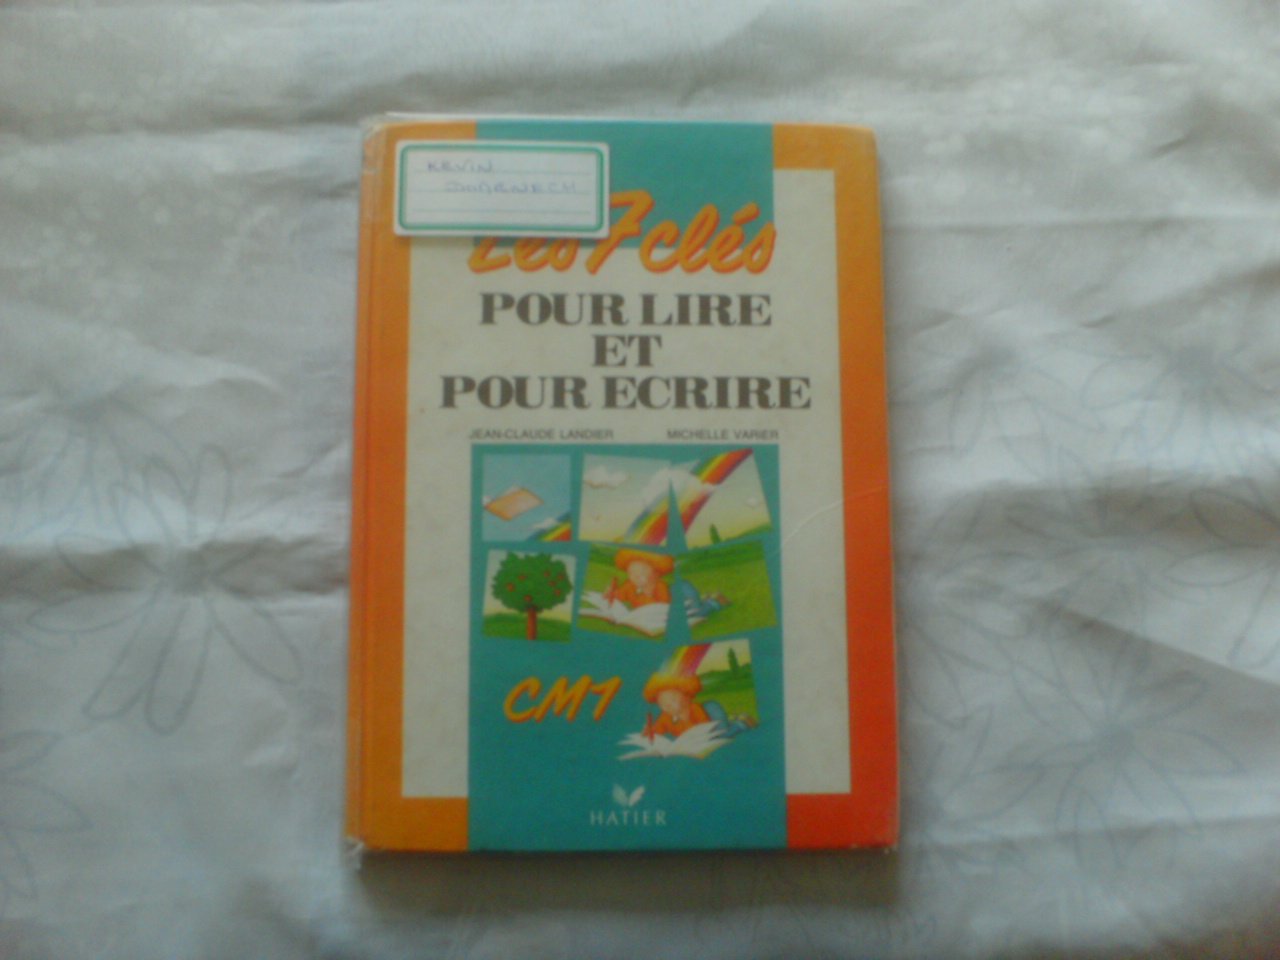 KEVIN
Les 7 clés
POUR LIRE
ET
POUR ECRIRE
JEAN-CLAUDE LANDIER MICHELLE VARIER
CM1
HATIER